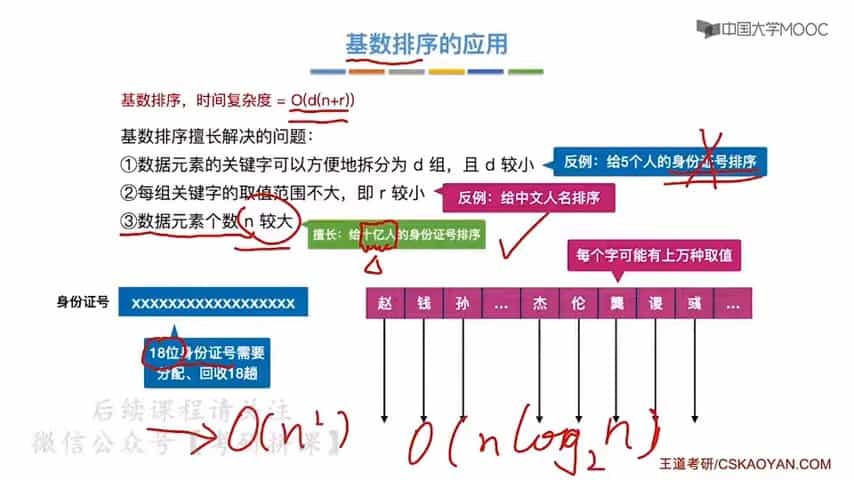 中国大学MOOC
基数排序的应用
基数排序，时间复杂度 = O(d(n+r))
基数排序擅长解决的问题：
①数据元素的关键字可以方便地拆分为 d 组，且 d 较小
反例：给5个人的身份证号排序
②每组关键字的取值范围不大，即 r 较小
反例：给中文人名排序
③数据元素个数 n 较大
擅长：给十亿人的身份证号排序
每个字可能有上万种取值
身份证号 xxxxxxxxxxxxxxxxxx
赵 钱 孙 … 杰 伦 龘 谡 彧 …
18位身份证号需要
分配、回收18趟
后续课程请关注
微信公众号【考研拼课】
O(n²) O(nlog₂n)
王道考研/CSKAOYAN.COM